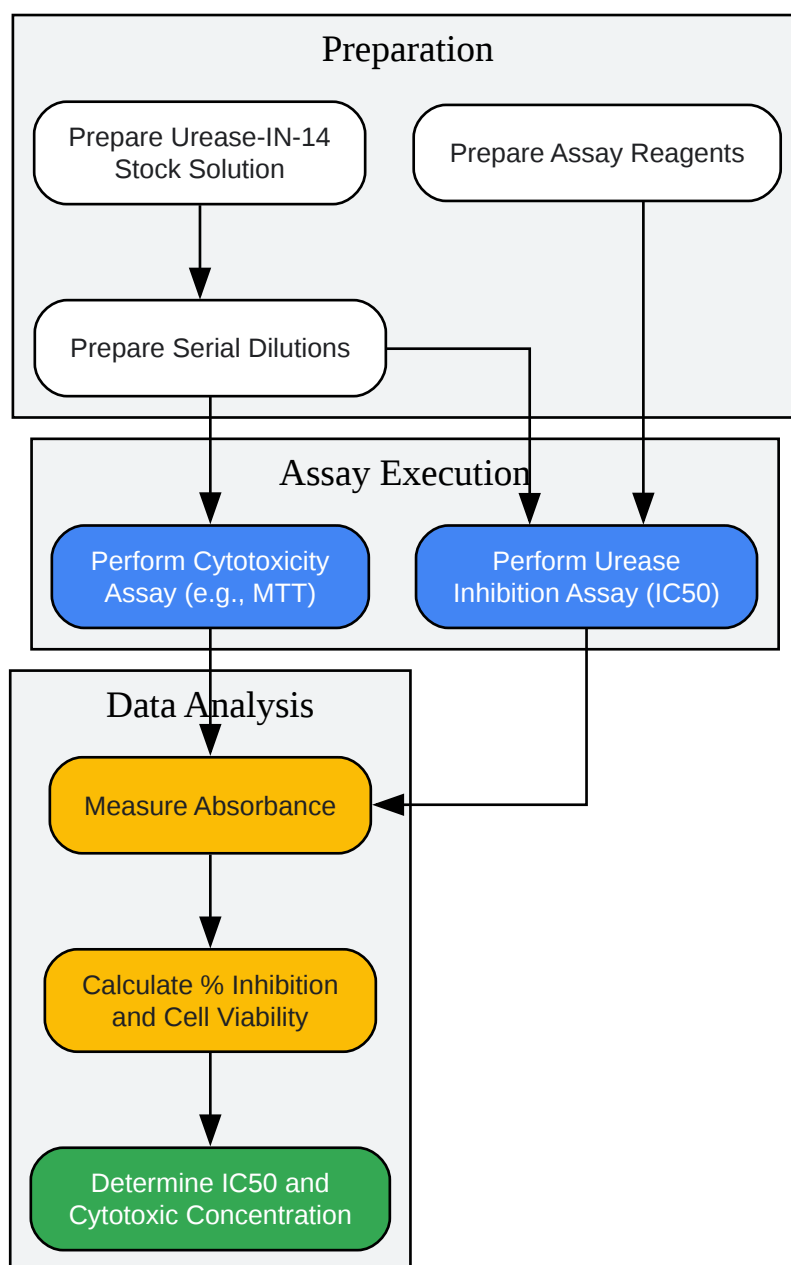 Preparation
Prepare Urease-IN-14
Stock Solution
Prepare Assay Reagents
Prepare Serial Dilutions
Assay Execution
Perform Cytotoxicity
Assay (e.g., MTT)
Perform Urease
Inhibition Assay (IC50)
Data Analysis
Measure Absorbance
Calculate % Inhibition
and Cell Viability
Determine IC50 and
Cytotoxic Concentration